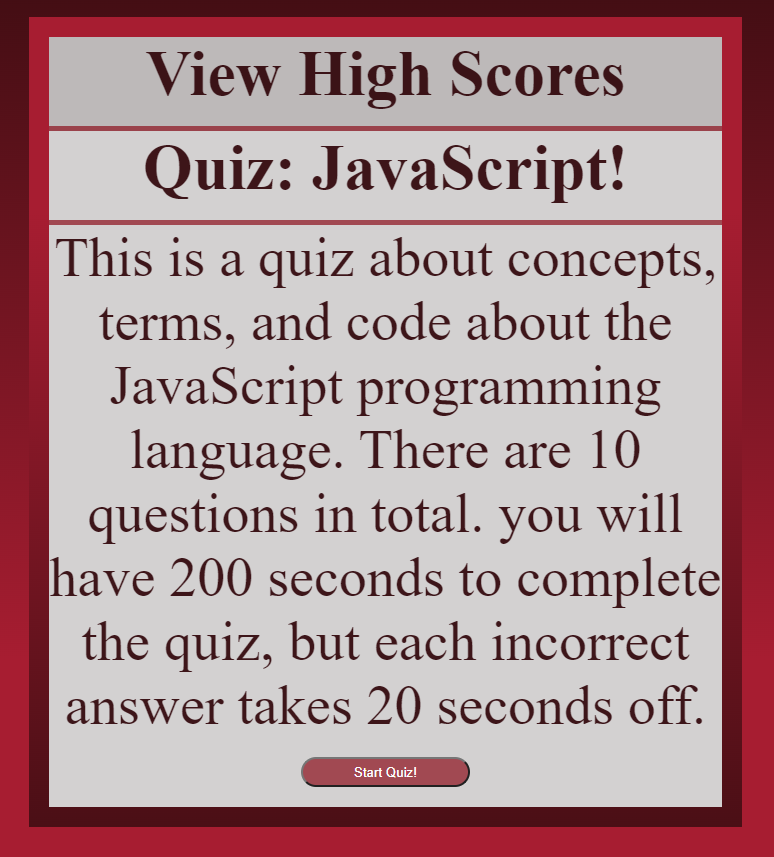 View High Scores
Quiz: JavaScript!
This is a quiz about concepts,
terms, and code about the
JavaScript programming
language. There are 10
questions in total. you will
have 200 seconds to complete
the quiz, but each incorrect
answer takes 20 seconds off.
Start Quiz!